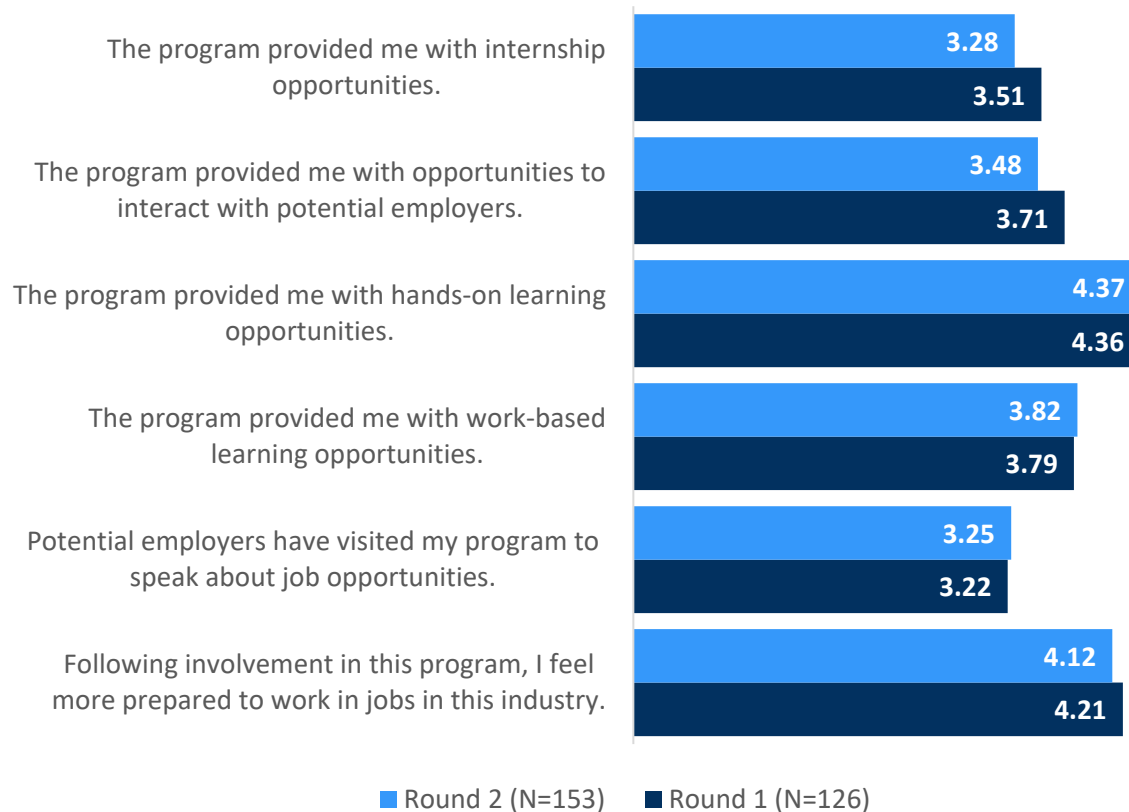 The program provided me with internship
opportunities.
3.28
3.51
The program provided me with opportunities to
interact with potential employers.
3.48
3.71
The program provided me with hands-on learning
opportunities.
4.37
4.36
The program provided me with work-based
learning opportunities.
3.82
3.79
Potential employers have visited my program to
speak about job opportunities.
3.25
3.22
Following involvement in this program, I feel
more prepared to work in jobs in this industry.
4.12
4.21
Round 2 (N=153) Round 1 (N=126)